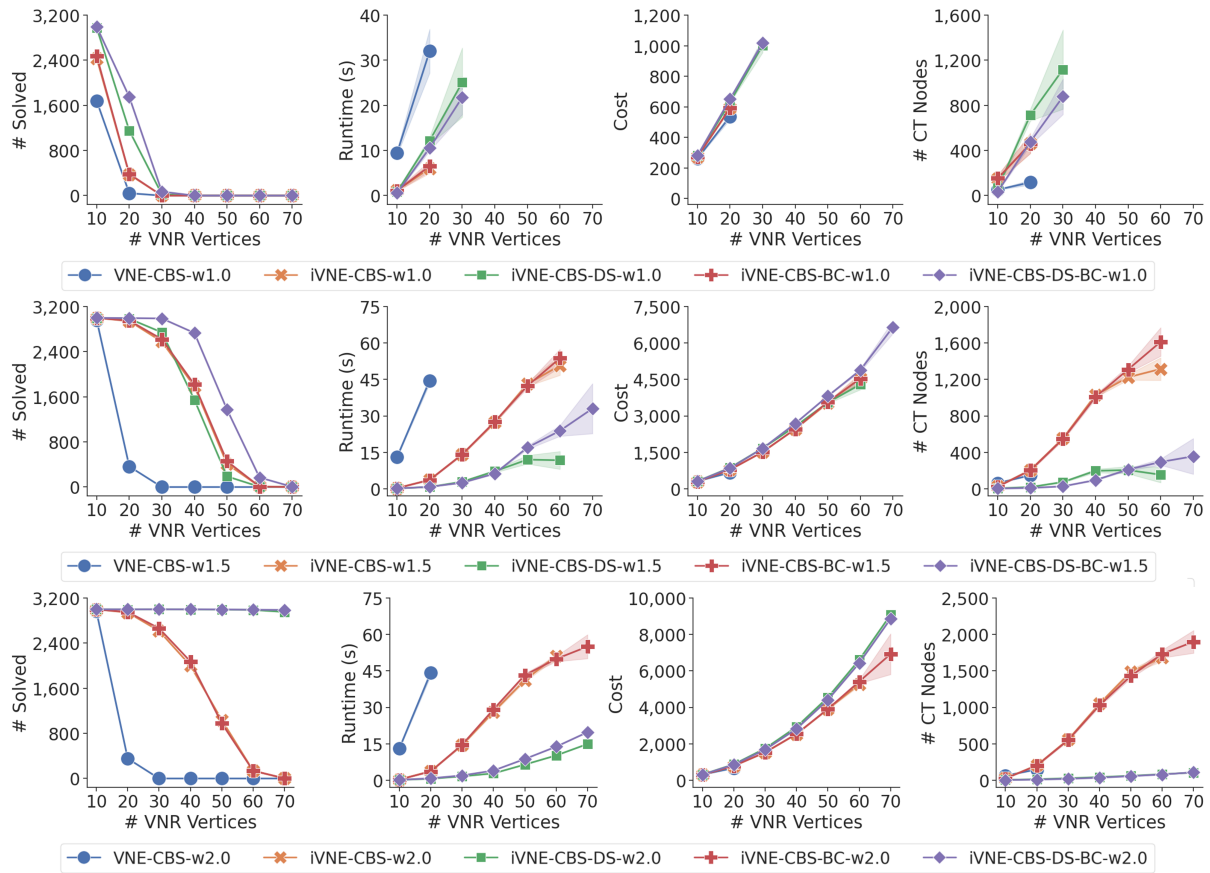 3,200
2,400
1,600
800
0
# Solved
10 20 30 40 50 60 70
# VNR Vertices
40
30
20
10
0
Runtime (s)
10 20 30 40 50 60 70
# VNR Vertices
1,200
1,000
800
600
400
200
0
Cost
10 20 30 40 50 60 70
# VNR Vertices
1,600
1,200
800
400
0
# CT Nodes
10 20 30 40 50 60 70
# VNR Vertices
VNE-CBS-w1.0 iVNE-CBS-w1.0 iVNE-CBS-DS-w1.0 iVNE-CBS-BC-w1.0 iVNE-CBS-DS-BC-w1.0
3,200
2,400
1,600
800
0
# Solved
10 20 30 40 50 60 70
# VNR Vertices
75
60
45
30
15
0
Runtime (s)
10 20 30 40 50 60 70
# VNR Vertices
7,500
6,000
4,500
3,000
1,500
0
Cost
10 20 30 40 50 60 70
# VNR Vertices
2,000
1,600
1,200
800
400
0
# CT Nodes
10 20 30 40 50 60 70
# VNR Vertices
VNE-CBS-w1.5 iVNE-CBS-w1.5 iVNE-CBS-DS-w1.5 iVNE-CBS-BC-w1.5 iVNE-CBS-DS-BC-w1.5
3,200
2,400
1,600
800
0
# Solved
10 20 30 40 50 60 70
# VNR Vertices
75
60
45
30
15
0
Runtime (s)
10 20 30 40 50 60 70
# VNR Vertices
10,000
8,000
6,000
4,000
2,000
0
Cost
10 20 30 40 50 60 70
# VNR Vertices
2,500
2,000
1,500
1,000
500
0
# CT Nodes
10 20 30 40 50 60 70
# VNR Vertices
VNE-CBS-w2.0 iVNE-CBS-w2.0 iVNE-CBS-DS-w2.0 iVNE-CBS-BC-w2.0 iVNE-CBS-DS-BC-w2.0